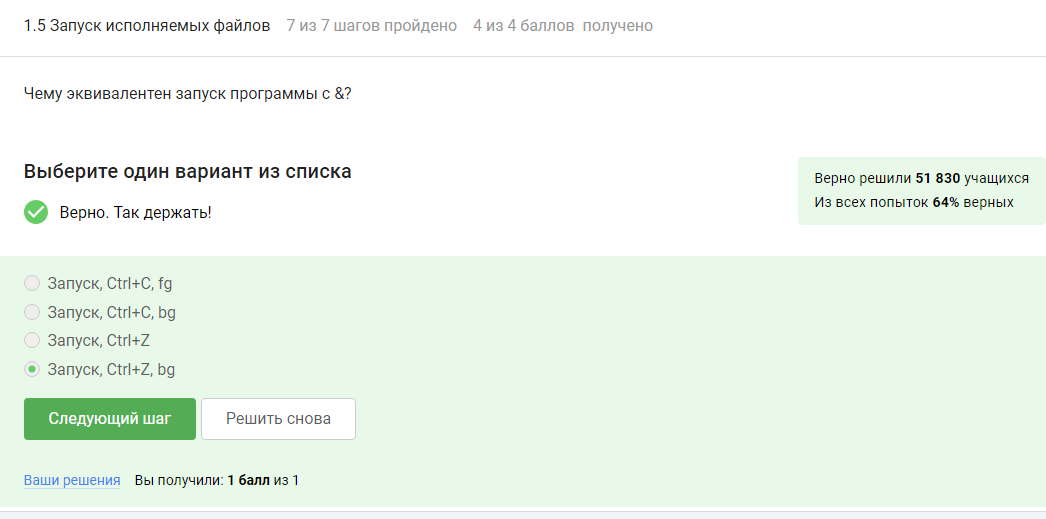 1.5 Запуск исполняемых файлов 7 из 7 шагов пройдено 4 из 4 баллов получено
Чему эквивалентен запуск программы с &?
Выберите один вариант из списка
Верно. Так держать!
Верно решили 51 830 учащихся
Из всех попыток 64% верных
Запуск, Ctrl+C, fg
Запуск, Ctrl+C, bg
Запуск, Ctrl+Z
Запуск, Ctrl+Z, bg
Следующий шаг Решить снова
Ваши решения Вы получили: 1 балл из 1